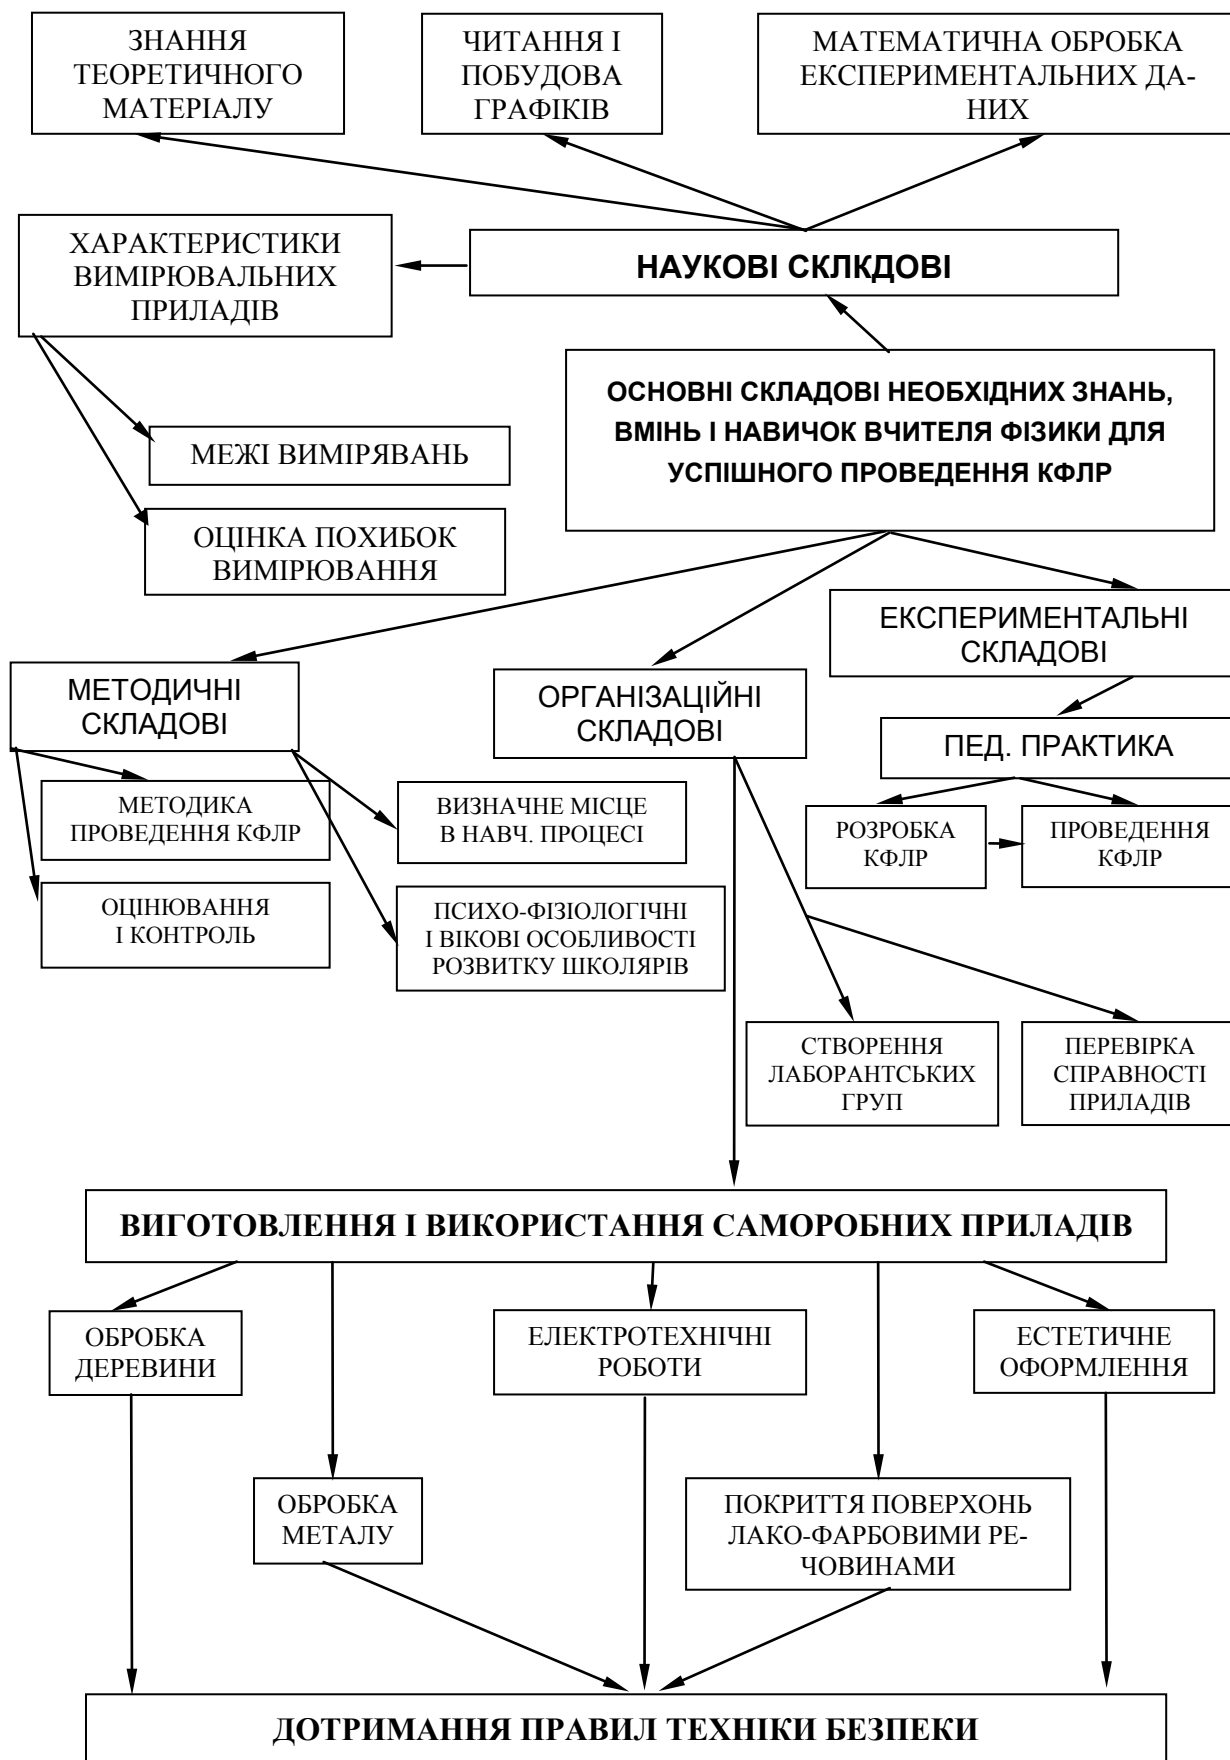 ЗНАННЯ
ТЕОРЕТИЧНОГО
МАТЕРІАЛУ
ЧИТАННЯ І
ПОБУДОВА
ГРАФІКІВ
МАТЕМАТИЧНА ОБРОБКА
ЕКСПЕРИМЕНТАЛЬНИХ ДА-
НИХ
ХАРАКТЕРИСТИКИ
ВИМІРЮВАЛЬНИХ
ПРИЛАДІВ
НАУКОВІ СКЛКДОВІ
ОСНОВНІ СКЛАДОВІ НЕОБХІДНИХ ЗНАНЬ,
ВМІНЬ І НАВИЧОК ВЧИТЕЛЯ ФІЗИКИ ДЛЯ
УСПІШНОГО ПРОВЕДЕННЯ КФЛР
МЕЖІ ВИМІРЯВАНЬ
ОЦІНКА ПОХИБОК
ВИМІРЮВАННЯ
ЕКСПЕРИМЕНТАЛЬНІ
СКЛАДОВІ
МЕТОДИЧНІ
СКЛАДОВІ
ОРГАНІЗАЦІЙНІ
СКЛАДОВІ
ПЕД. ПРАКТИКА
МЕТОДИКА
ПРОВЕДЕННЯ КФЛР
ВИЗНАЧНЕ МІСЦЕ
В НАВЧ. ПРОЦЕСІ
РОЗРОБКА
КФЛР
ПРОВЕДЕННЯ
КФЛР
ОЦІНЮВАННЯ
І КОНТРОЛЬ
ПСИХО-ФІЗІОЛОГІЧНІ
І ВІКОВІ ОСОБЛИВОСТІ
РОЗВИТКУ ШКОЛЯРІВ
СТВОРЕННЯ
ЛАБОРАНТСЬКИХ
ГРУП
ПЕРЕВІРКА
СПРАВНОСТІ
ПРИЛАДІВ
ВИГОТОВЛЕННЯ І ВИКОРИСТАННЯ САМОРОБНИХ ПРИЛАДІВ
ОБРОБКА
ДЕРЕВИНИ
ЕЛЕКТРОТЕХНІЧНІ
РОБОТИ
ЕСТЕТИЧНЕ
ОФОРМЛЕННЯ
ОБРОБКА
МЕТАЛУ
ПОКРИТТЯ ПОВЕРХОНЬ
ЛАКО-ФАРБОВИМИ РЕ-
ЧОВИНАМИ
ДОТРИМАННЯ ПРАВИЛ ТЕХНІКИ БЕЗПЕКИ